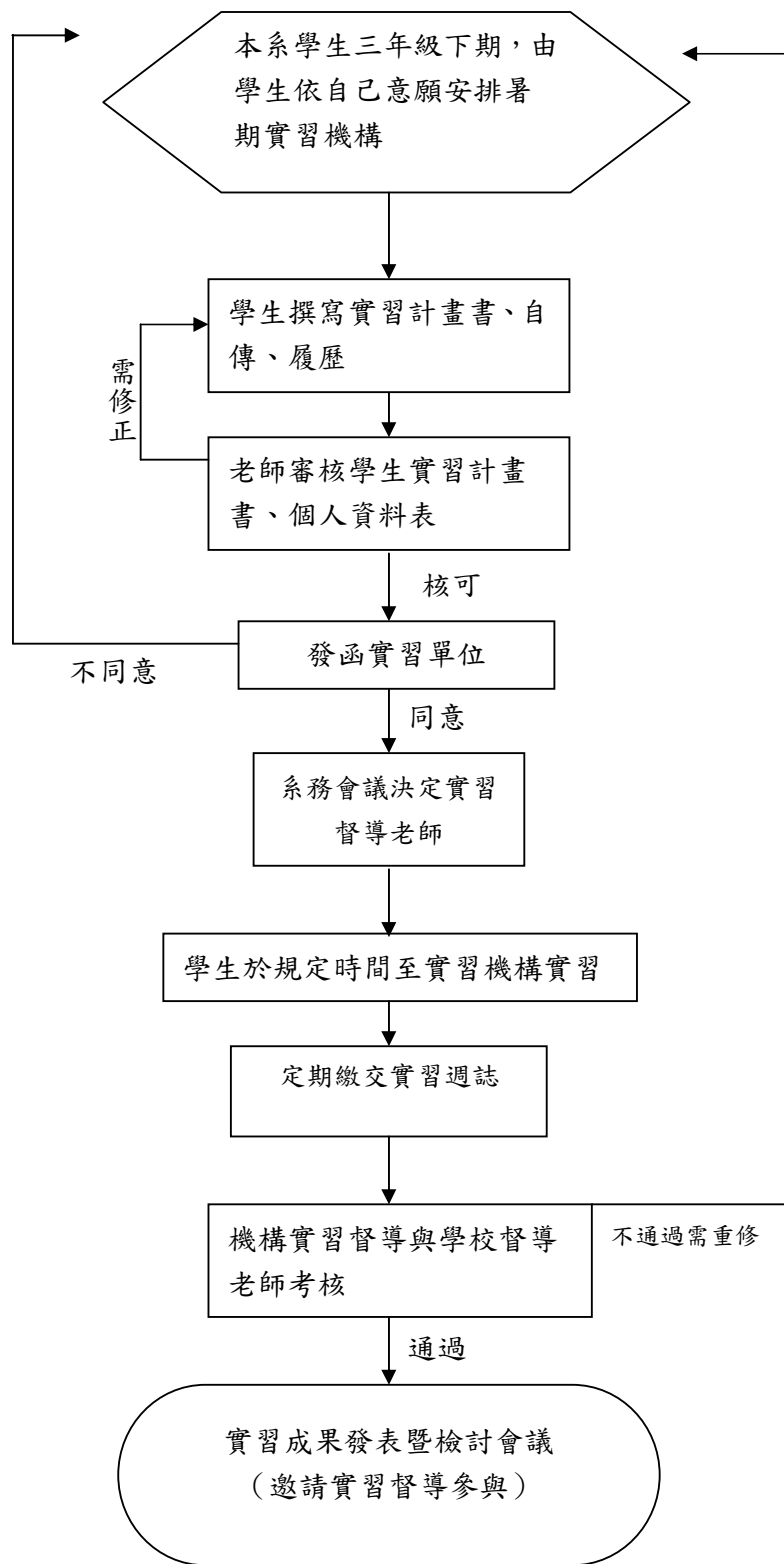 本系學生三年級下期，由
學生依自己意願安排暑
期實習機構
學生撰寫實習計畫書、自
傳、履歷
需修正
老師審核學生實習計畫
書、個人資料表
核可
發函實習單位
不同意
同意
系務會議決定實習
督導老師
學生於規定時間至實習機構實習
定期繳交實習週誌
機構實習督導與學校督導
老師考核
不通過需重修
通過
實習成果發表暨檢討會議
（邀請實習督導參與）